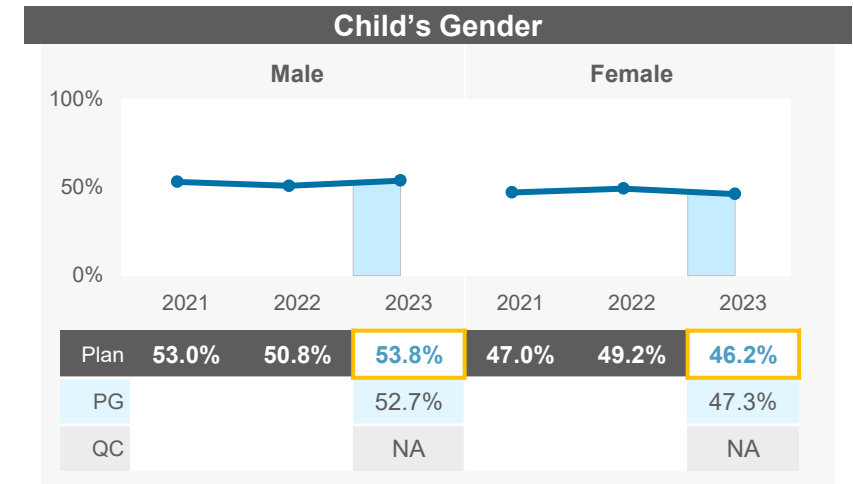 Child’s Gender
Male Female
100%
50%
0%
2021 2022 2023 2021 2022 2023
Plan 53.0% 50.8% 53.8% 47.0% 49.2% 46.2%
PG 52.7% 47.3%
QC NA NA